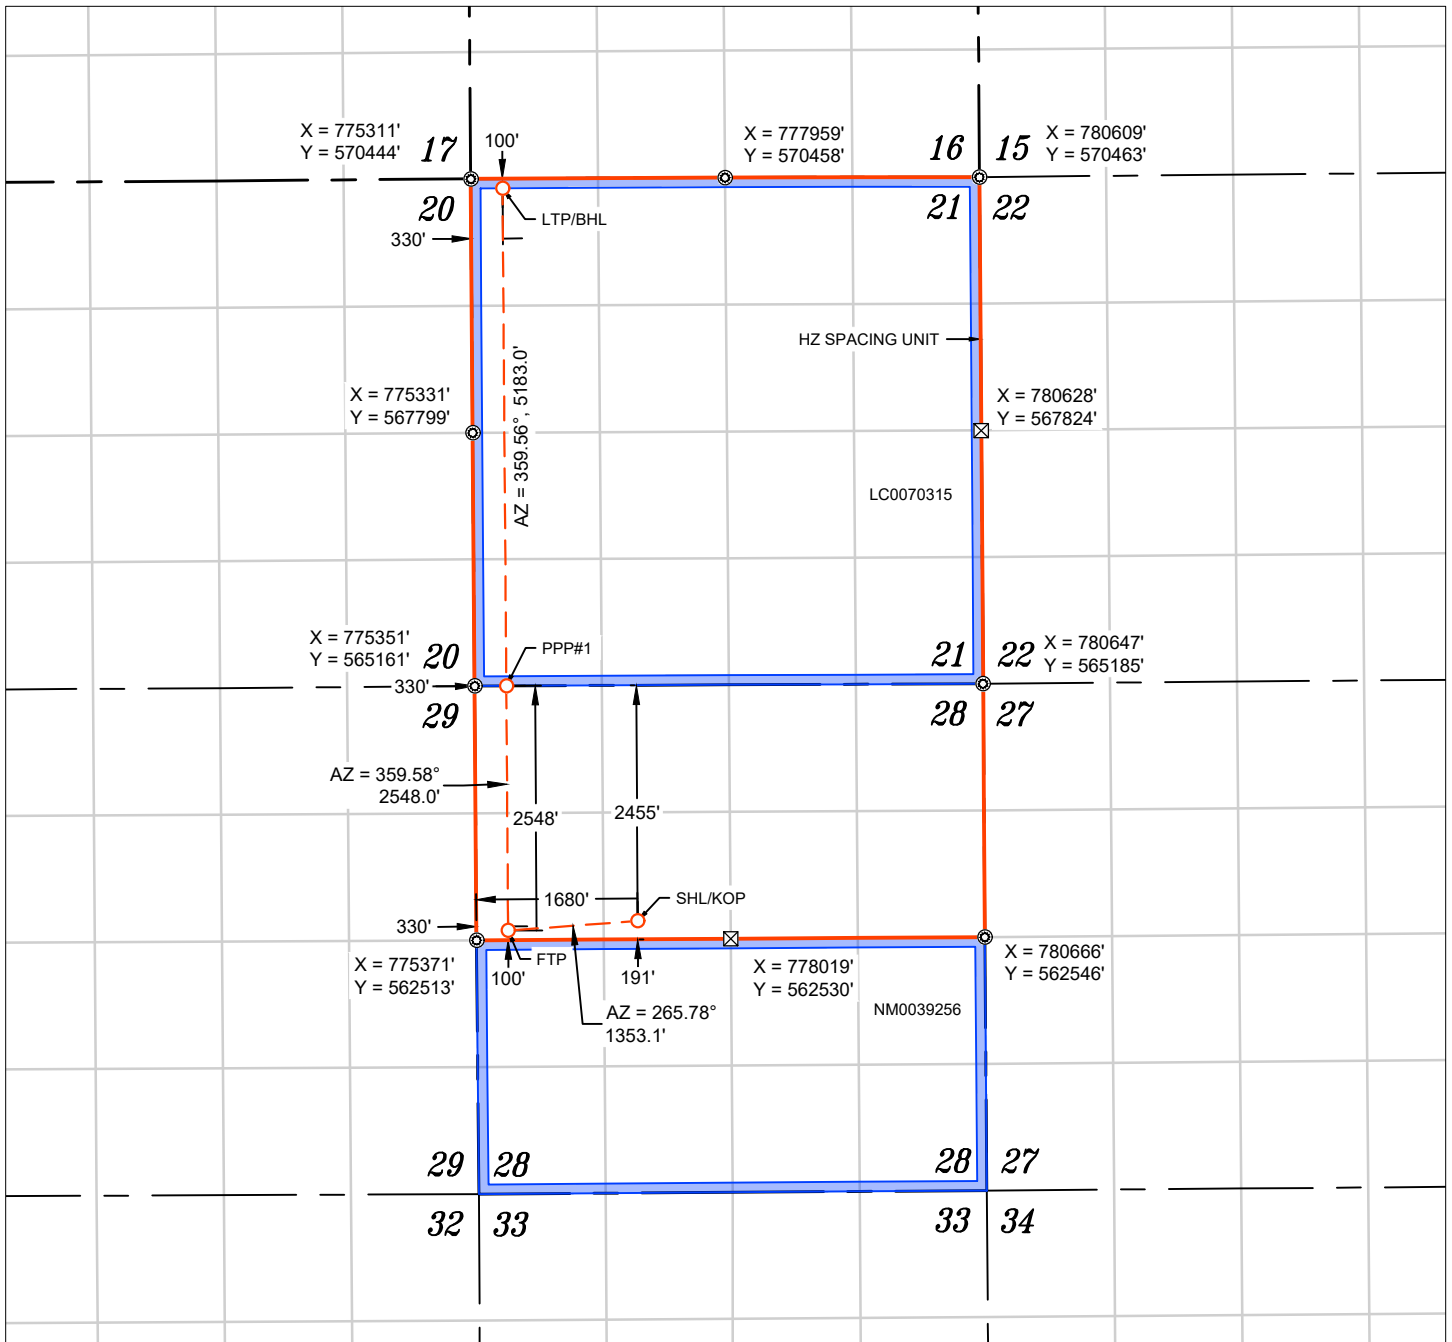 X = 775311'
Y = 570444'
17
100'
X = 777959'
Y = 570458'
16
15
X = 780609'
Y = 570463'
20
LTP/BHL
21
22
330'
HZ SPACING UNIT
AZ = 359.56°, 5183.0'
X = 775331'
Y = 567799'
X = 780628'
Y = 567824'
LC0070315
X = 775351'
Y = 565161'
20
PPP#1
21
22
X = 780647'
Y = 565185'
330'
29
28
27
AZ = 359.58°
2548.0'
2548'
2455'
1680'
SHL/KOP
330'
X = 775371'
Y = 562513'
FTP
100'
191'
X = 778019'
Y = 562530'
X = 780666'
Y = 562546'
AZ = 265.78°
1353.1'
NM0039256
29
28
28
27
32
33
33
34